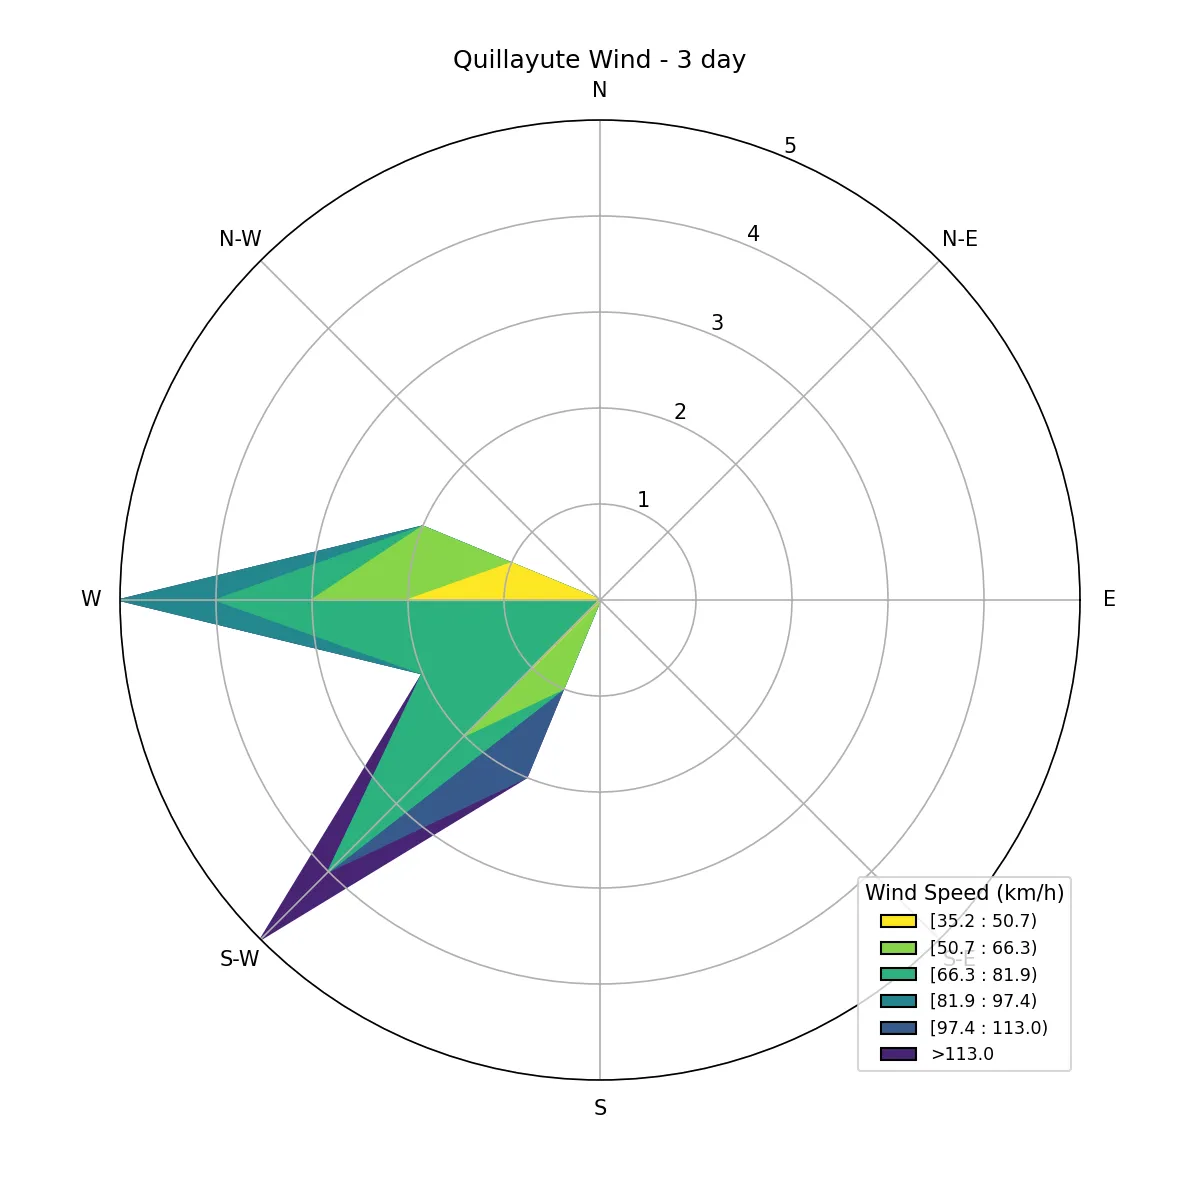 Quillayute Wind - 3 day
N
5
N-W
4
N-E
3
2
1
W
E
S-W
S-E
S
Wind Speed (km/h)
[35.2 : 50.7)
[50.7 : 66.3)
[66.3 : 81.9)
[81.9 : 97.4)
[97.4 : 113.0)
>113.0